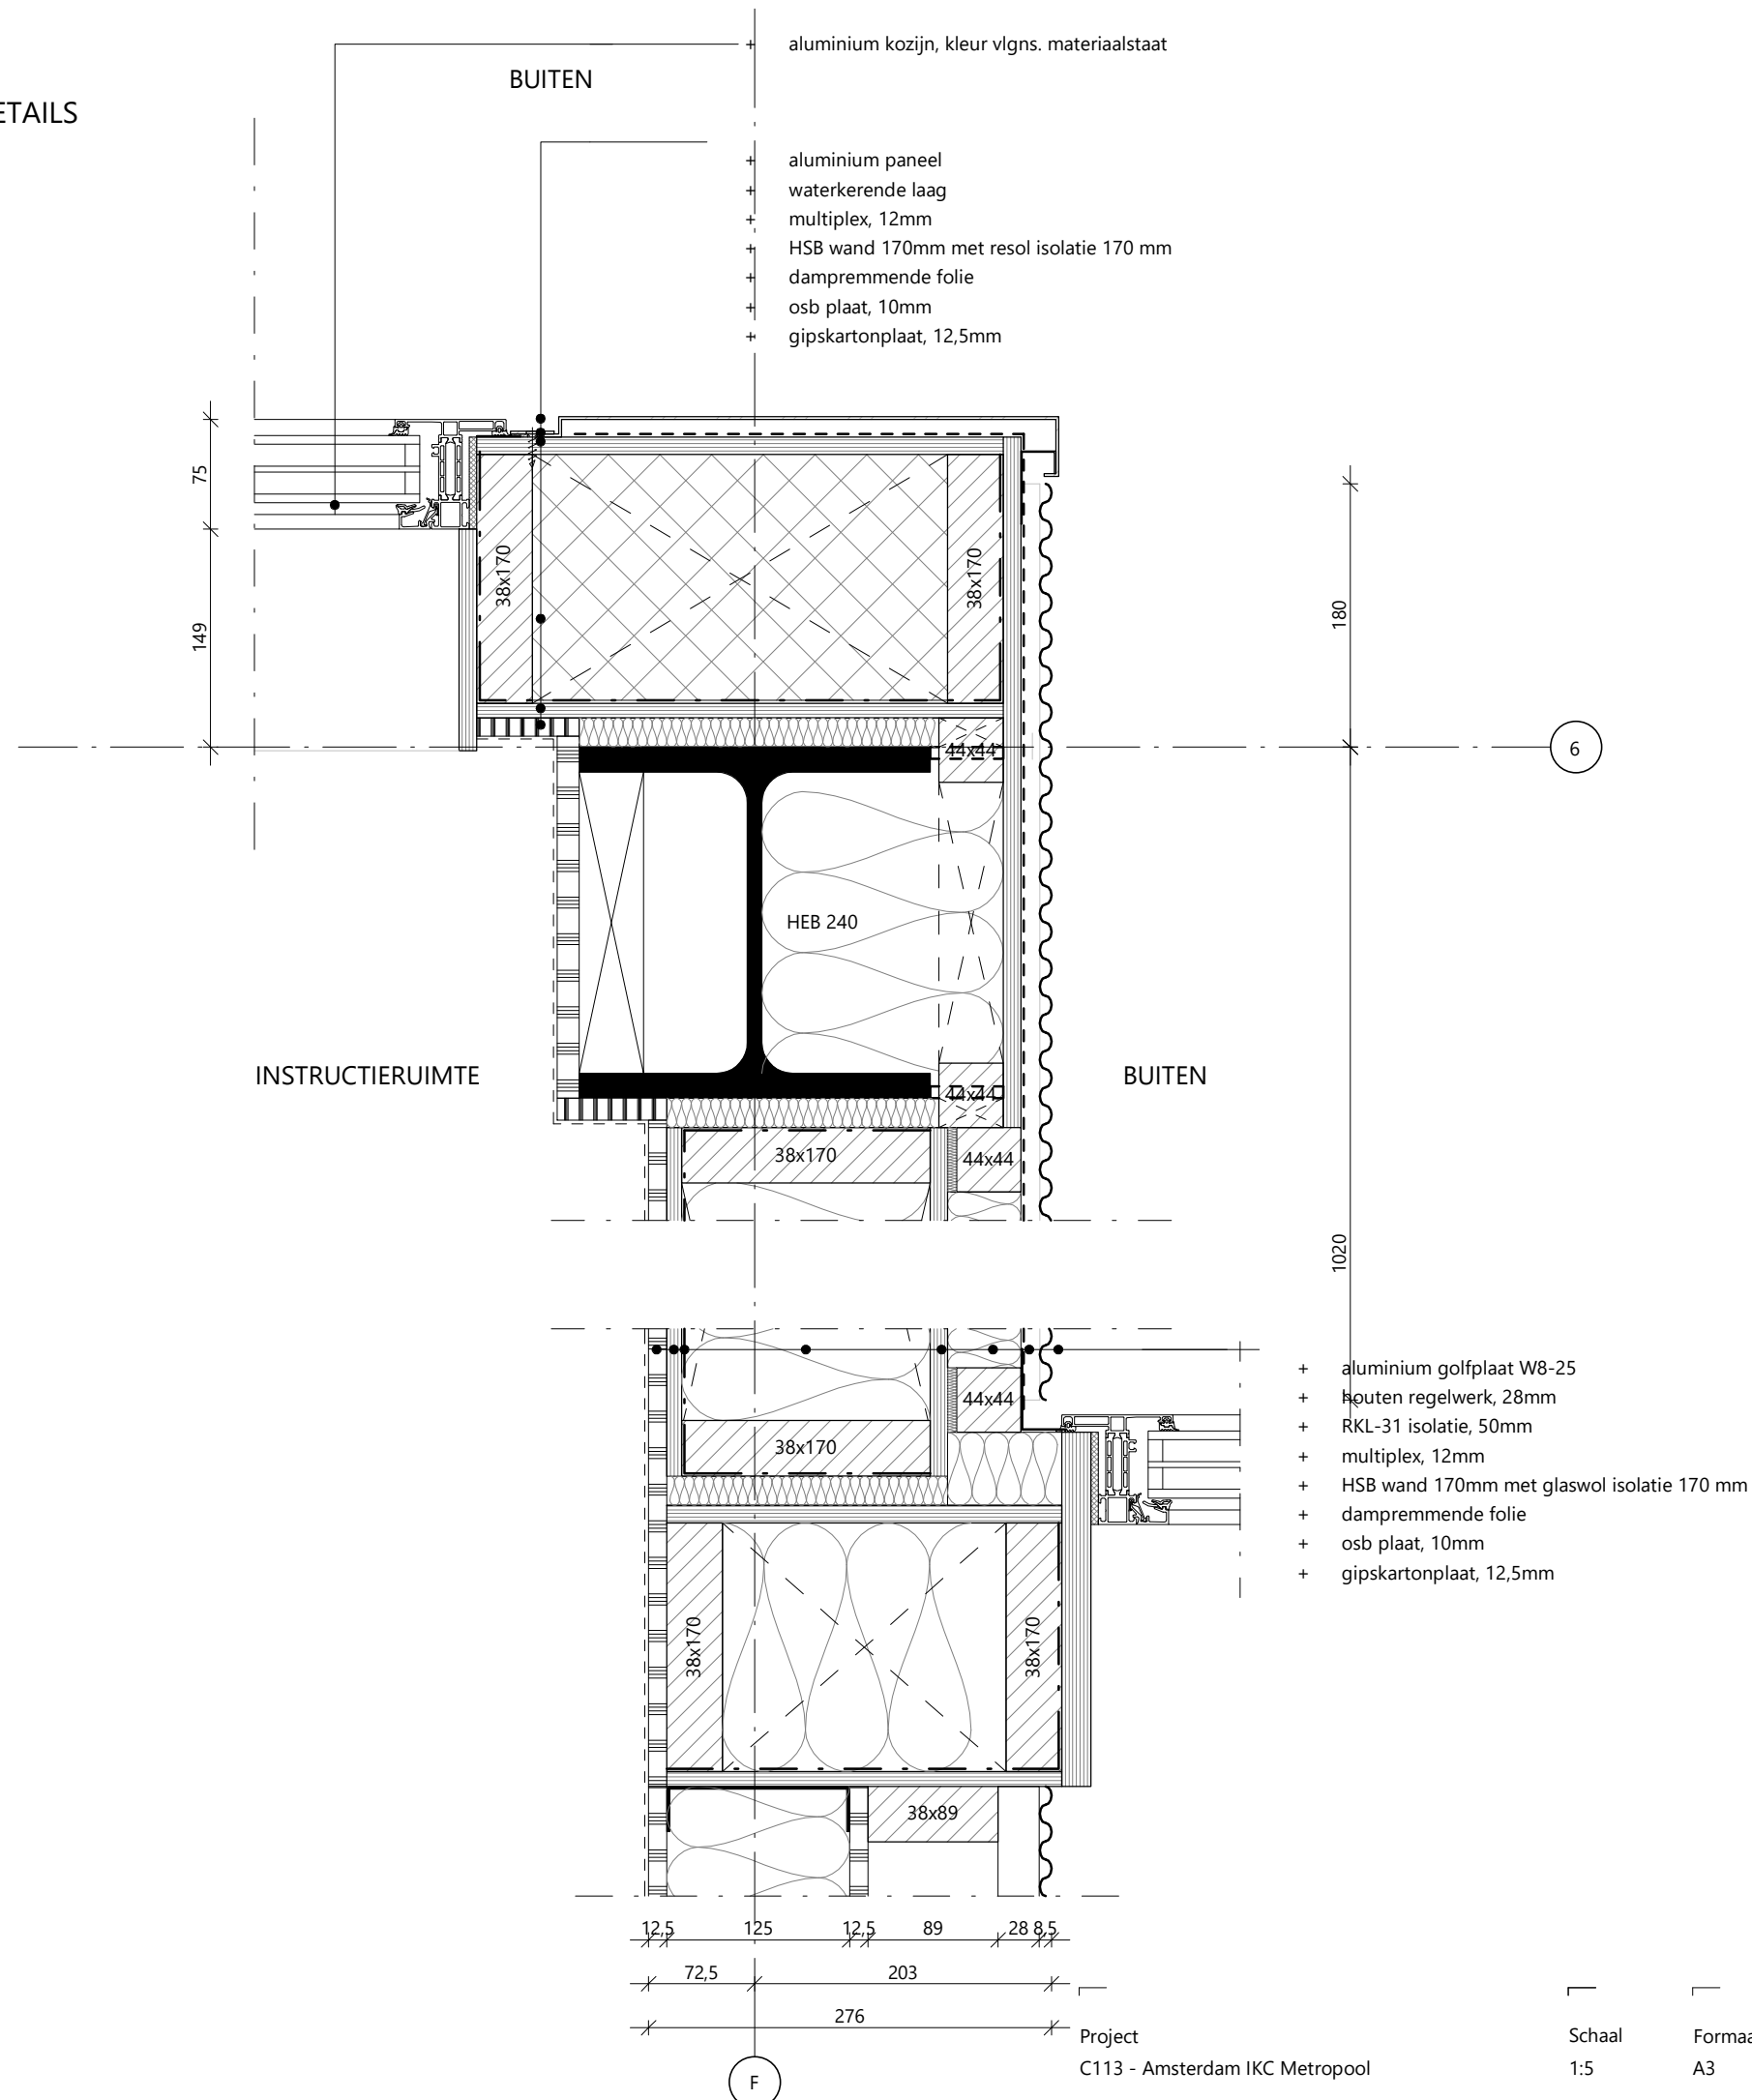 aluminium kozijn, kleur vlgns. materiaalstaat
BUITEN
ETAILS
aluminium paneel
waterkerende laag
multiplex, 12mm
HSB wand 170mm met resol isolatie 170 mm
dampremmende folie
osb plaat, 10mm
gipskartonplaat, 12,5mm
75
149
38x170
38x170
180
44x44
6
HEB 240
INSTRUCTIERUIMTE
BUITEN
44x44
38x170
44x44
1020
aluminium golfplaat W8-25
houten regelwerk, 28mm
RKL-31 isolatie, 50mm
multiplex, 12mm
HSB wand 170mm met glaswol isolatie 170 mm
dampremmende folie
osb plaat, 10mm
gipskartonplaat, 12,5mm
44x44
38x170
38x170
38x170
38x89
12,5 125 12,5 89 28 8,5
72,5 203
276
F
Project
C113 - Amsterdam IKC Metropool
Schaal
1:5
Formaa
A3